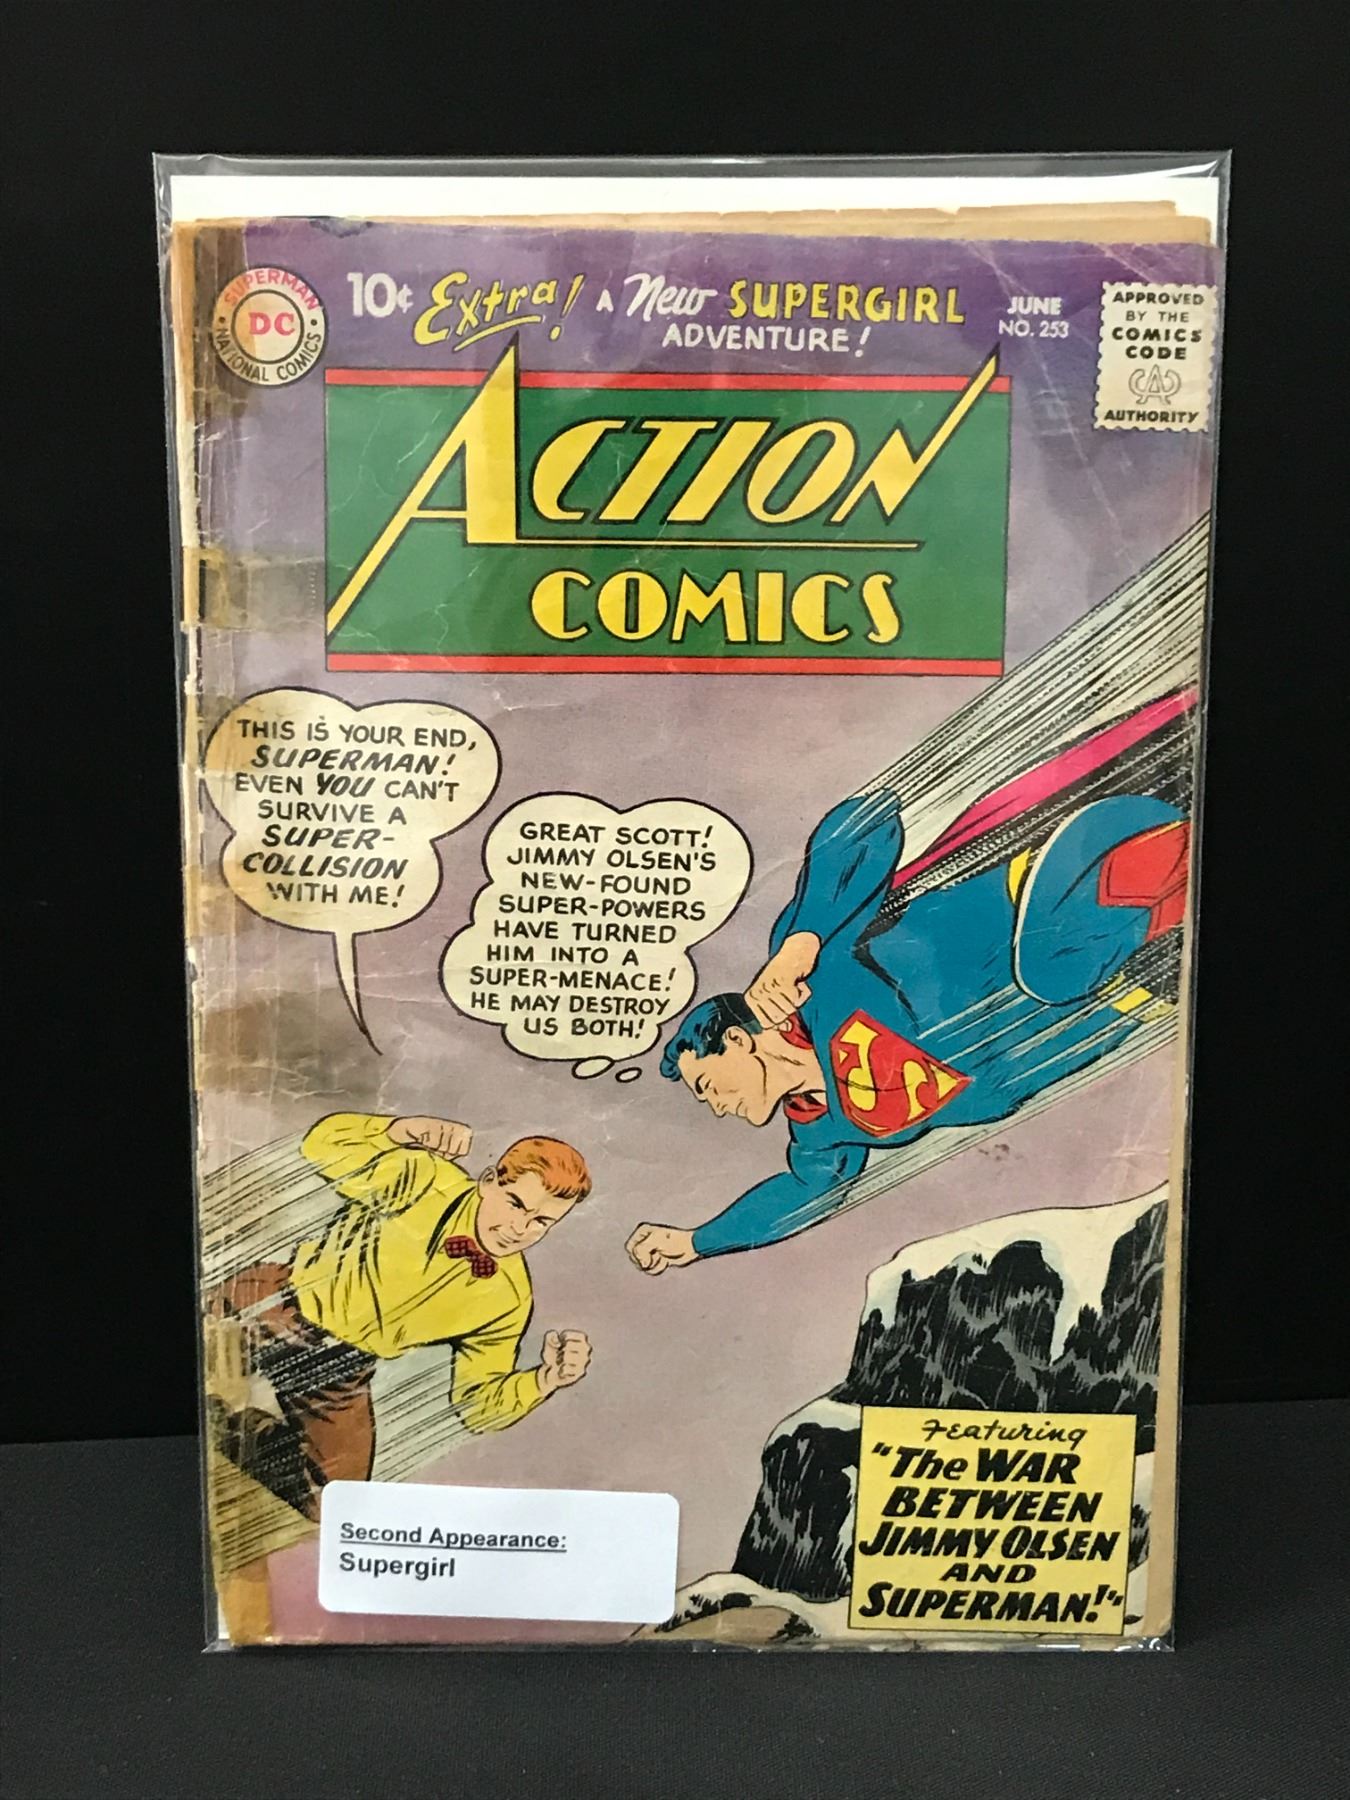 SUPERMAN
DC
NATIONAL COMICS
10¢ Extra! A New SUPERGIRL
ADVENTURE!
JUNE
NO. 253
APPROVED
BY THE
COMICS
CODE
CA
AUTHORITY
ACTION
COMICS
THIS IS YOUR END,
SUPERMAN!
EVEN YOU CAN'T
SURVIVE A
SUPER-
COLLISION
WITH ME!
GREAT SCOTT!
JIMMY OLSEN'S
NEW-FOUND
SUPER-POWERS
HAVE TURNED
HIM INTO A
SUPER-MENACE!
HE MAY DESTROY
US BOTH!
S
Featuring
"The WAR
BETWEEN
JIMMY OLSEN
AND
SUPERMAN!"
Second Appearance:
Supergirl